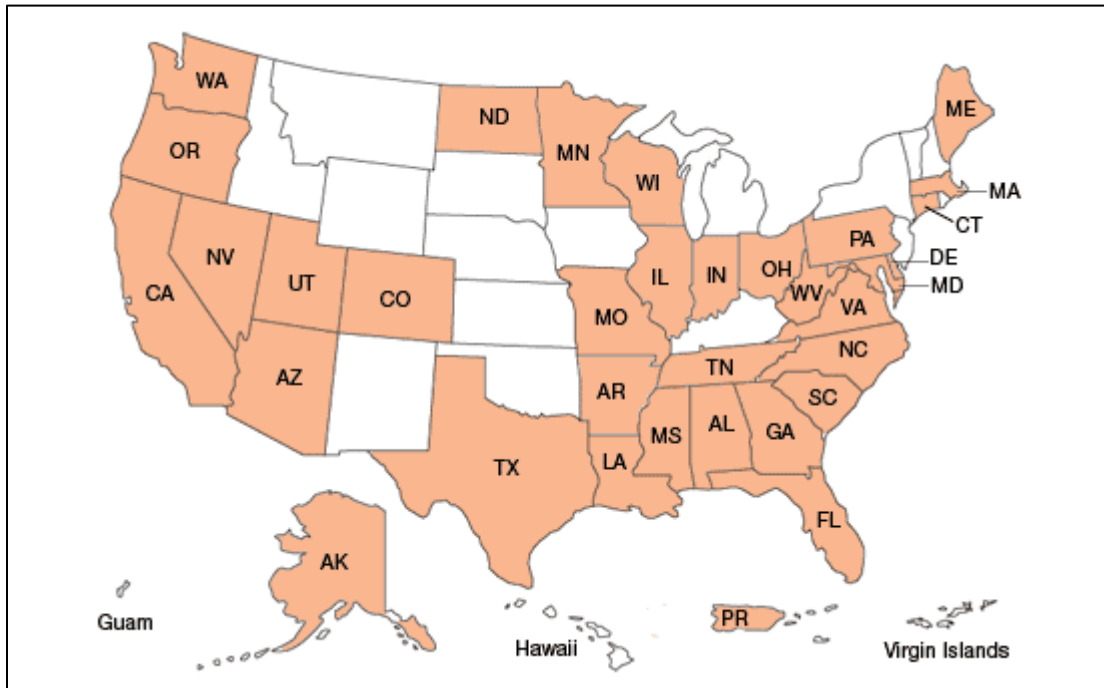 WA
ND
ME
OR
MN
WI
MA
CT
NV
PA
DE
UT
CO
IL
IN
OH
MD
CA
WV
VA
MO
NC
TN
AZ
AR
SC
MS
AL
GA
TX
LA
FL
AK
PR
Guam
Hawaii
Virgin Islands